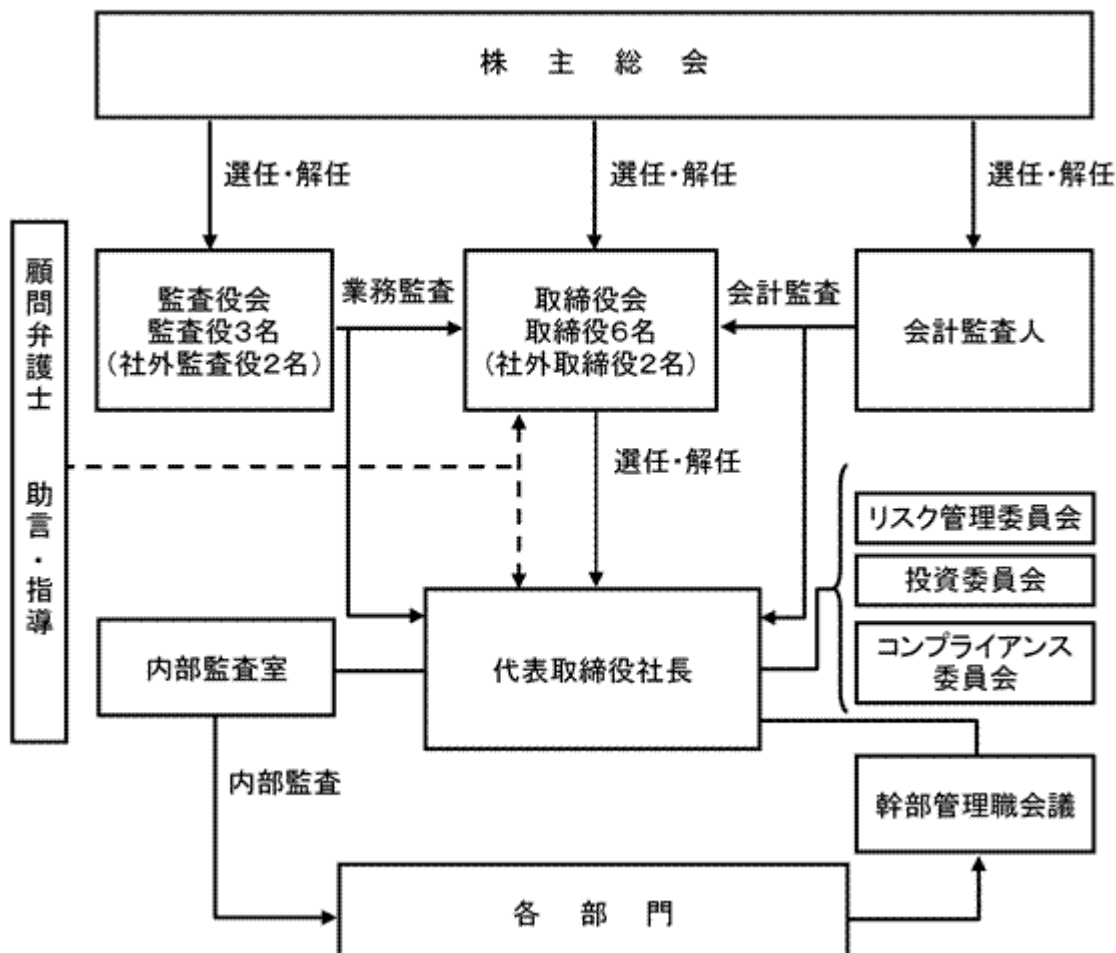 株 主 総 会
選任・解任
選任・解任
選任・解任
顧問弁護士 助言・指導
監査役会
監査役3名
(社外監査役2名)
業務監査
取締役会
取締役6名
(社外取締役2名)
会計監査
会計監査人
選任・解任
リスク管理委員会
投資委員会
コンプライアンス
委員会
内部監査室
代表取締役社長
内部監査
幹部管理職会議
各 部 門